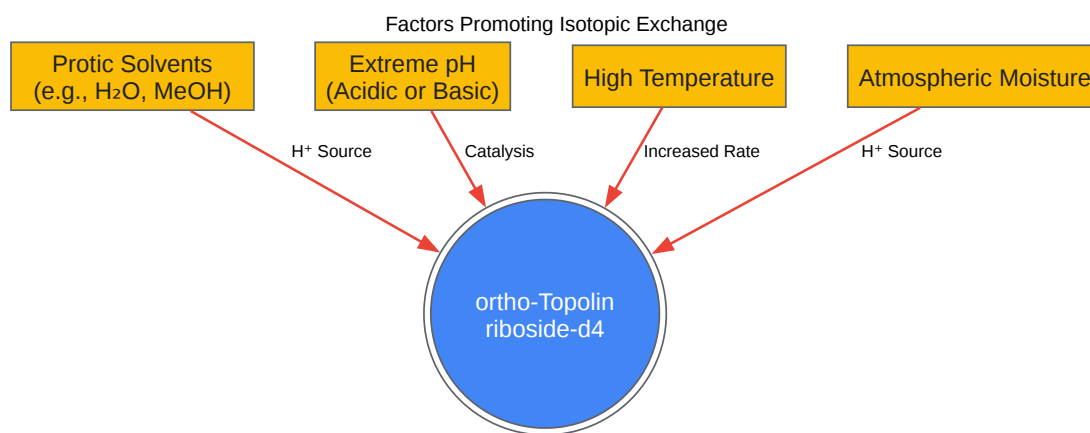 Factors Promoting Isotopic Exchange
Protic Solvents
(e.g., H₂O, MeOH)
Extreme pH
(Acidic or Basic)
High Temperature
Atmospheric Moisture
H⁺ Source
Catalysis
Increased Rate
H⁺ Source
ortho-Topolin
riboside-d4